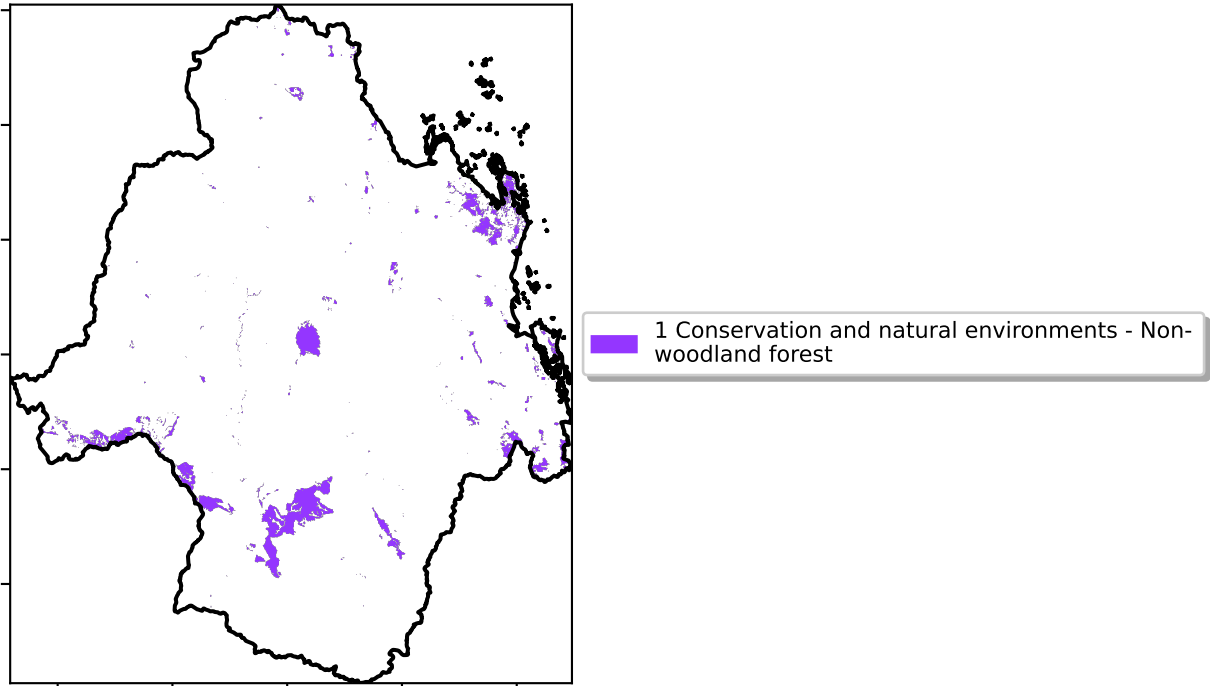 1 Conservation and natural environments - Non-
woodland forest